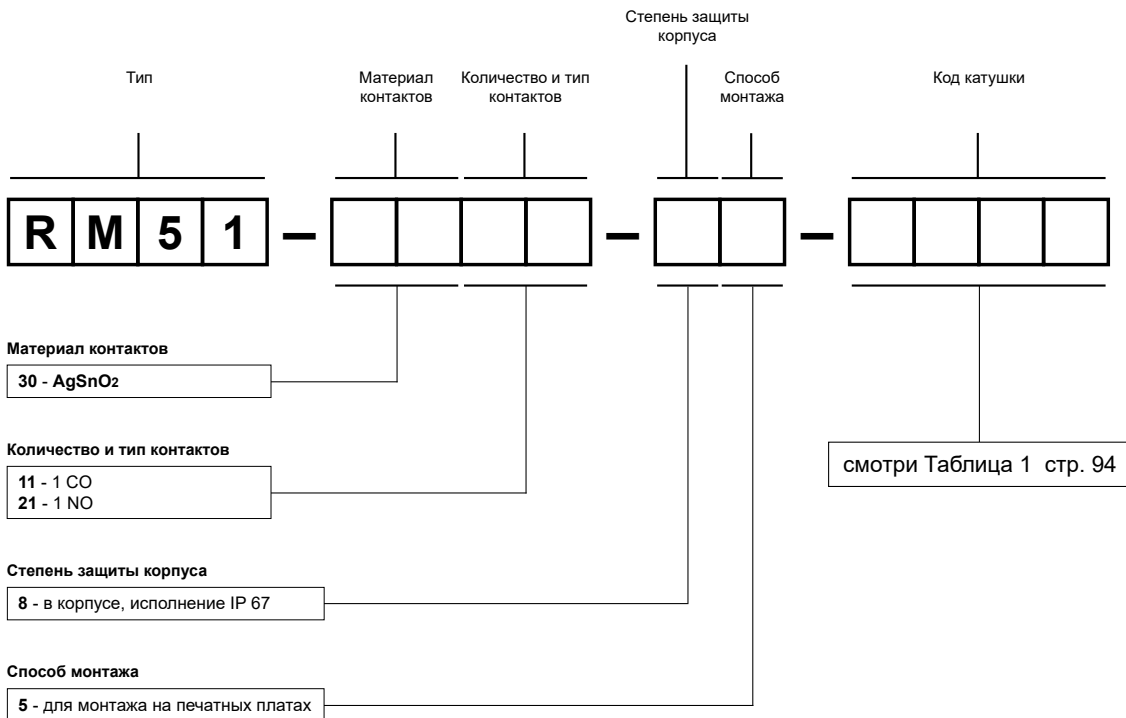 Степень защиты
корпуса
Тип
Материал
контактов
Количество и тип
контактов
Способ
монтажа
Код катушки
RM51 – –  –
Материал контактов
30 - AgSnO2
Количество и тип контактов
11 - 1 CO
21 - 1 NO
смотри Таблица 1 стр. 94
Степень защиты корпуса
8 - в корпусе, исполнение IP 67
Способ монтажа
5 - для монтажа на печатных платах